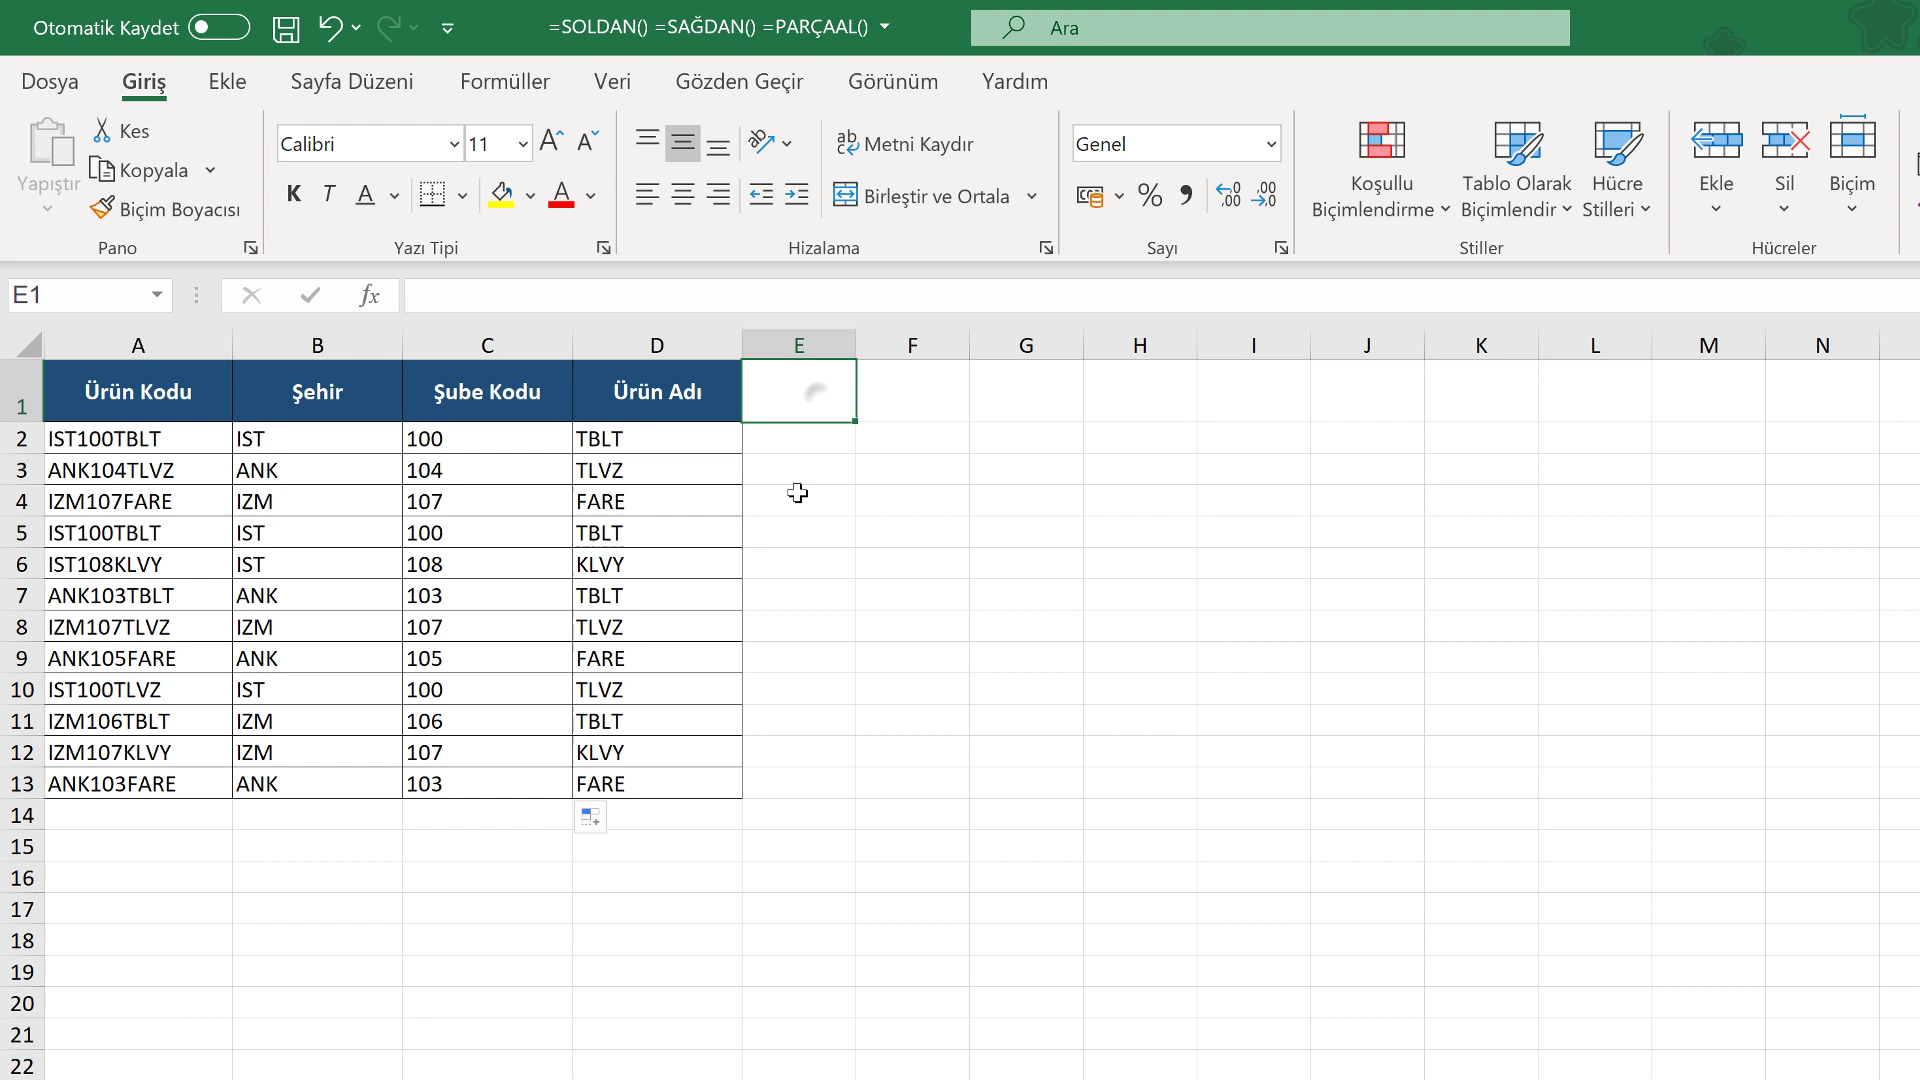 Otomatik Kaydet =SOLDAN() =SAĞDAN() =PARÇAAL() Ara
Dosya Giriş Ekle Sayfa Düzeni Formüller Veri Gözden Geçir Görünüm Yardım
Yapıştır
Kes
Kopyala
Biçim Boyacısı
Pano
Calibri 11
K T A A
Yazı Tipi
ab Metni Kaydır
Birleştir ve Ortala
Hizalama
Genel
% ,00 ,0 ,00 ,0
Sayı
Koşullu
Biçimlendirme
Tablo Olarak
Biçimlendir
Hücre
Stilleri
Stiller
Ekle Sil Biçim
Hücreler
E1 fx
A B C D E F G H I J K L M N
1 Ürün Kodu Şehir Şube Kodu Ürün Adı
2 IST100TBLT IST 100 TBLT
3 ANK104TLVZ ANK 104 TLVZ
4 IZM107FARE IZM 107 FARE
5 IST100TBLT IST 100 TBLT
6 IST108KLVY IST 108 KLVY
7 ANK103TBLT ANK 103 TBLT
8 IZM107TLVZ IZM 107 TLVZ
9 ANK105FARE ANK 105 FARE
10 IST100TLVZ IST 100 TLVZ
11 IZM106TBLT IZM 106 TBLT
12 IZM107KLVY IZM 107 KLVY
13 ANK103FARE ANK 103 FARE
14
15
16
17
18
19
20
21
22